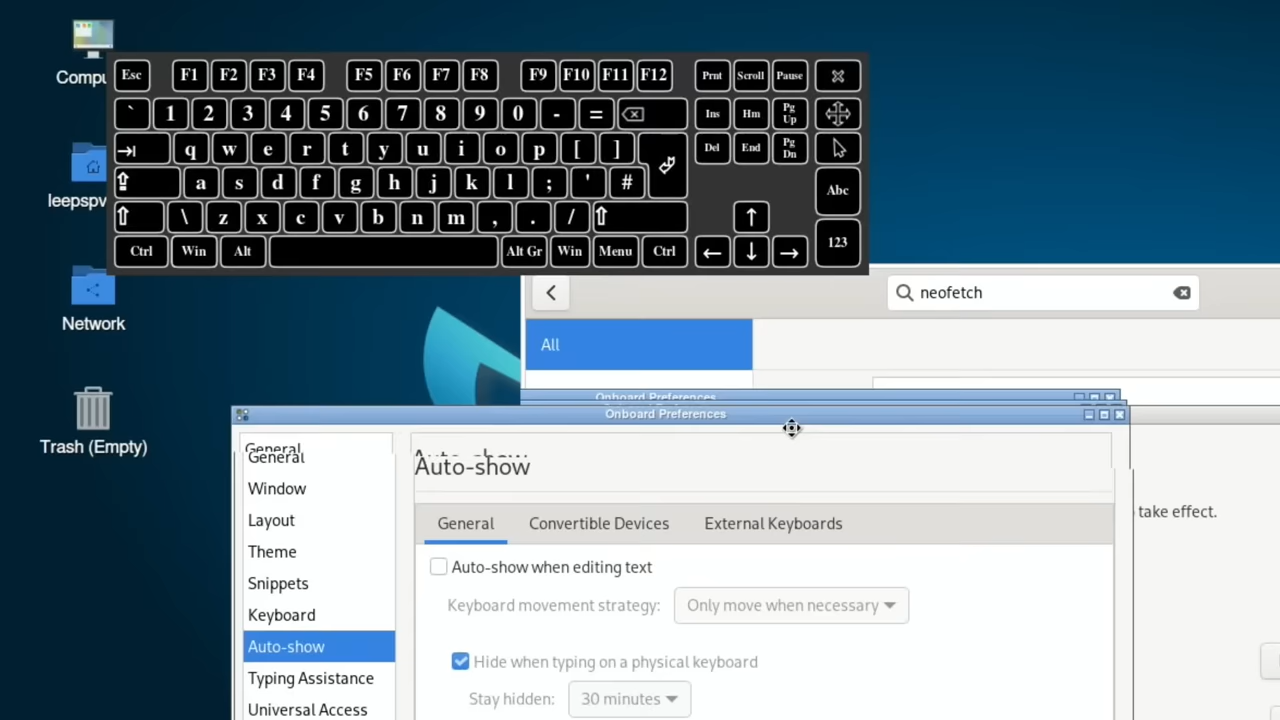 Compu
leepspv
Network
Trash (Empty)
Esc F1 F2 F3 F4 F5 F6 F7 F8 F9 F10 F11 F12 Prnt Scroll Pause
` 1 2 3 4 5 6 7 8 9 0 - = Ins Hm Pg Up
q w e r t y u i o p [ ] Del End Pg Dn
a s d f g h j k l ; ' # Abc
\ z x c v b n m , . /
Ctrl Win Alt Alt Gr Win Menu Ctrl 123
neofetch
All
Onboard Preferences
Onboard Preferences
General
General
Window
Layout
Theme
Snippets
Keyboard
Auto-show
Typing Assistance
Universal Access
Auto-show
General Convertible Devices External Keyboards
Auto-show when editing text
Keyboard movement strategy: Only move when necessary
Hide when typing on a physical keyboard
Stay hidden: 30 minutes
take effect.